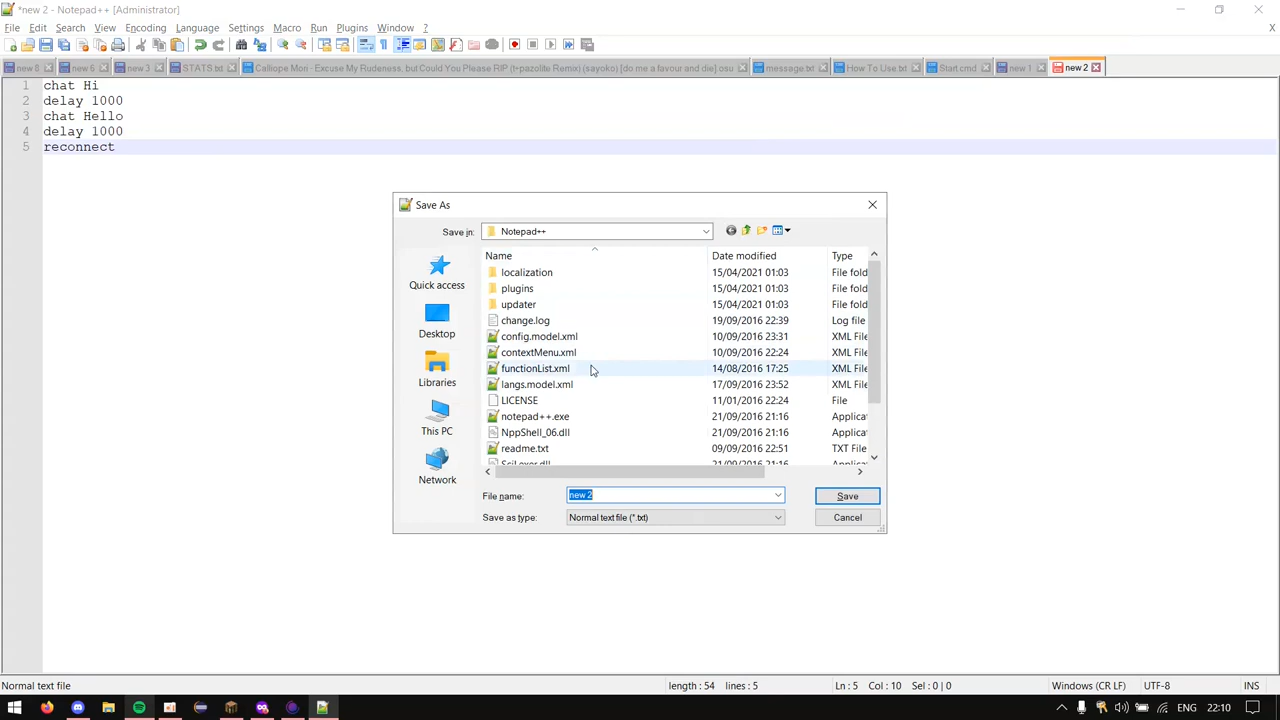 *new 2 - Notepad++ [Administrator]
File Edit Search View Encoding Language Settings Macro Run Plugins Window ? X
new 8 new 6 new 3 STATS.txt Calliope Mori - Excuse My Rudeness, but Could You Please RIP (t+pazolite Remix) (sayoko) [do me a favour and die].osu message.txt How To Use.txt Start.cmd new 1 new 2
1 chat Hi
2 delay 1000
3 chat Hello
4 delay 1000
5 reconnect
Save As
Save in: Notepad++
Name Date modified Type
localization 15/04/2021 01:03 File fold
plugins 15/04/2021 01:03 File fold
updater 15/04/2021 01:03 File fold
change.log 19/09/2016 22:39 Log file
config.model.xml 10/09/2016 23:31 XML File
contextMenu.xml 10/09/2016 22:24 XML File
functionList.xml 14/08/2016 17:25 XML File
langs.model.xml 17/09/2016 23:52 XML File
LICENSE 11/01/2016 22:24 File
notepad++.exe 21/09/2016 21:16 Applica
NppShell_06.dll 21/09/2016 21:16 Applica
readme.txt 09/09/2016 22:51 TXT File
SciLexer.dll 21/09/2016 21:16 Applica
Quick access
Desktop
Libraries
This PC
Network
File name: new 2 Save
Save as type: Normal text file (*.txt) Cancel
Normal text file length : 54 lines : 5 Ln : 5 Col : 10 Sel : 0 | 0 Windows (CR LF) UTF-8 INS
ENG 22:10